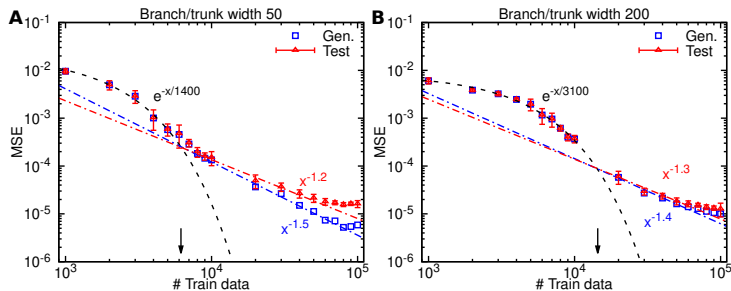 A
Branch/trunk width 50
MSE
10^-1
10^-2
10^-3
10^-4
10^-5
10^-6
Gen.
Test
e^-x/1400
x^-1.2
x^-1.5
10^3
10^4
10^5
# Train data
B
Branch/trunk width 200
MSE
10^-1
10^-2
10^-3
10^-4
10^-5
10^-6
Gen.
Test
e^-x/3100
x^-1.3
x^-1.4
10^3
10^4
10^5
# Train data